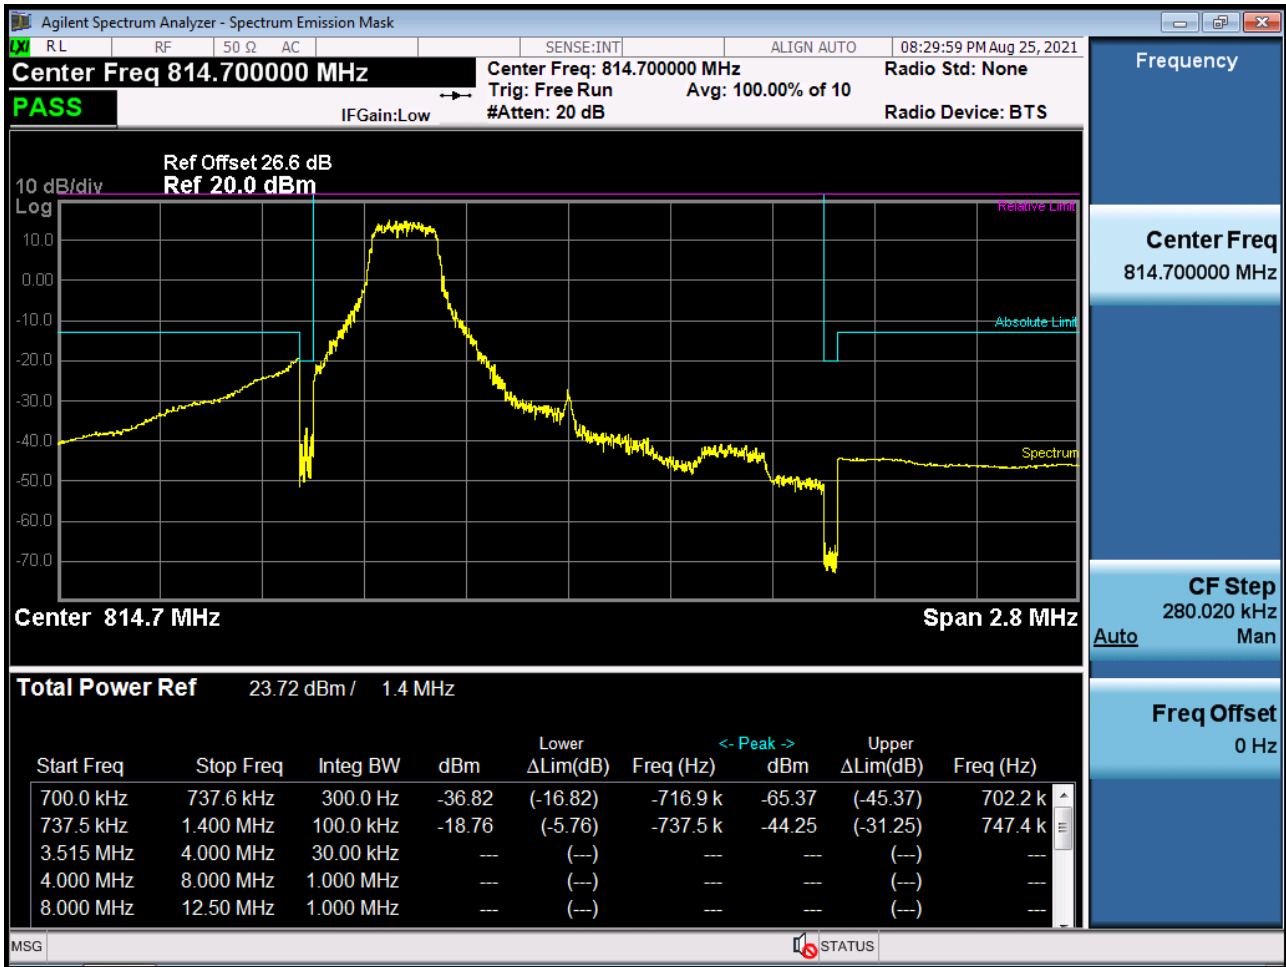 Agilent Spectrum Analyzer - Spectrum Emission Mask
LXI RL RF 50 Ω AC SENSE:INT ALIGN AUTO 08:29:59 PM Aug 25, 2021
Center Freq 814.700000 MHz
Center Freq: 814.700000 MHz Radio Std: None
Trig: Free Run Avg: 100.00% of 10
PASS IFGain:Low #Atten: 20 dB Radio Device: BTS
Ref Offset 26.6 dB
10 dB/div Ref 20.0 dBm
Log
Relative Limit
10.0
0.00
-10.0
Absolute Limit
-20.0
-30.0
-40.0
Spectrum
-50.0
-60.0
-70.0
Center 814.7 MHz Span 2.8 MHz
Total Power Ref 23.72 dBm / 1.4 MHz
Lower <- Peak -> Upper
Start Freq Stop Freq Integ BW dBm ΔLim(dB) Freq (Hz) dBm ΔLim(dB) Freq (Hz)
700.0 kHz 737.6 kHz 300.0 Hz -36.82 (-16.82) -716.9 k -65.37 (-45.37) 702.2 k
737.5 kHz 1.400 MHz 100.0 kHz -18.76 (-5.76) -737.5 k -44.25 (-31.25) 747.4 k
3.515 MHz 4.000 MHz 30.00 kHz --- (---) --- --- (---) ---
4.000 MHz 8.000 MHz 1.000 MHz --- (---) --- --- (---) ---
8.000 MHz 12.50 MHz 1.000 MHz --- (---) --- --- (---) ---
MSG STATUS
Frequency
Center Freq
814.700000 MHz
CF Step
280.020 kHz
Auto Man
Freq Offset
0 Hz